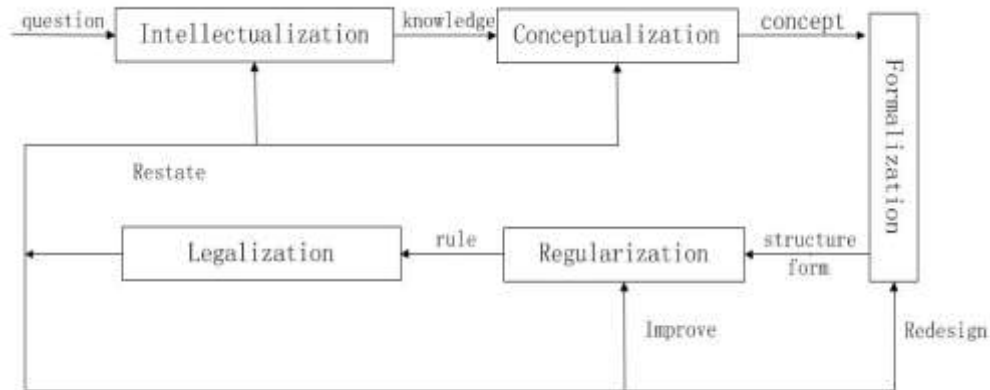 question
Intellectualization
knowledge
Conceptualization
concept
Formalization
Restate
Legalization
rule
Regularization
structure
form
Improve
Redesign